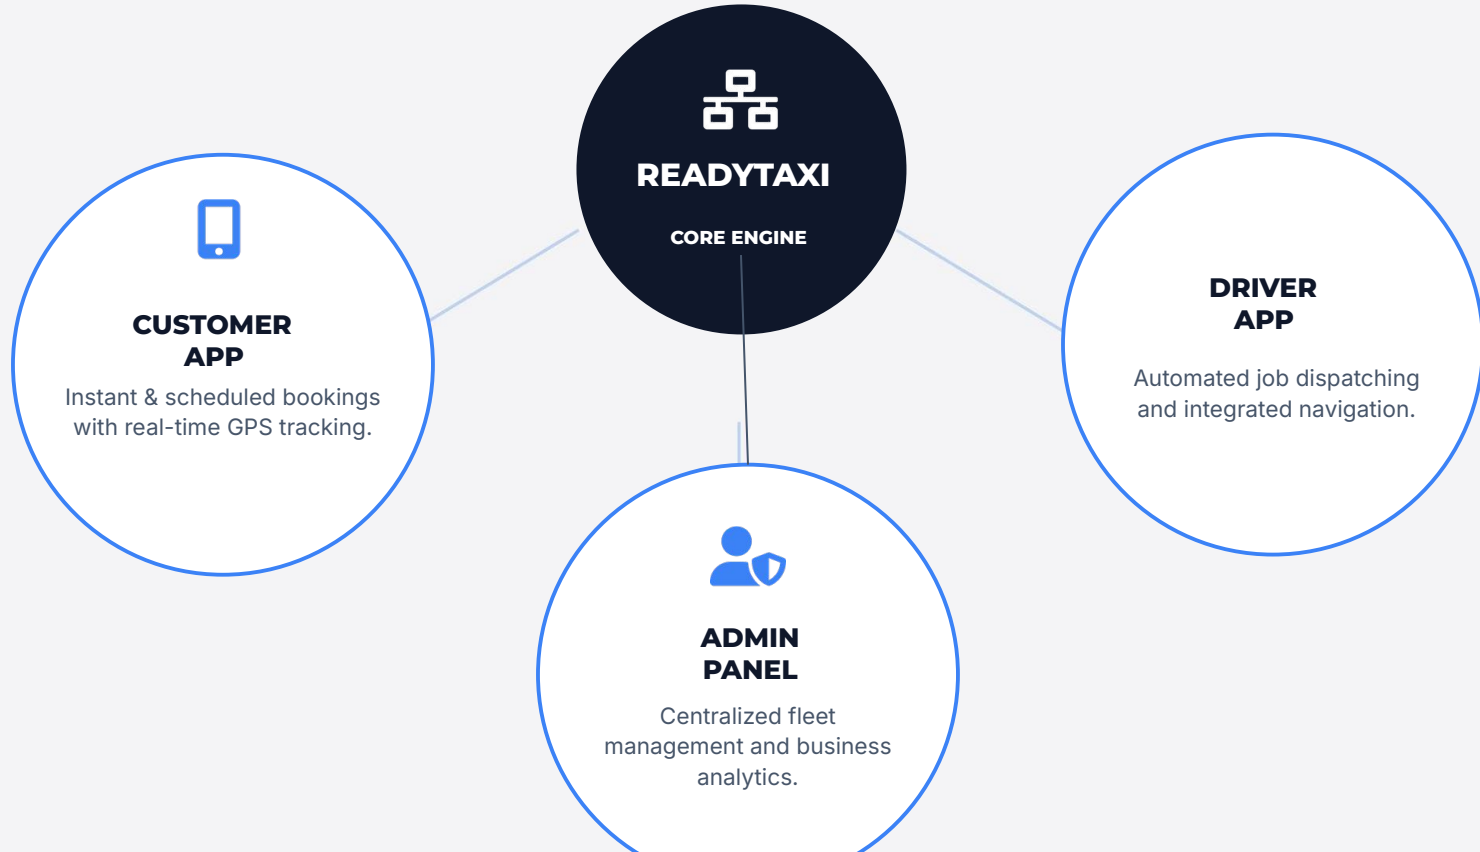 READYTAXI
CORE ENGINE
CUSTOMER
APP
Instant & scheduled bookings
with real-time GPS tracking.
DRIVER
APP
Automated job dispatching
and integrated navigation.
ADMIN
PANEL
Centralized fleet
management and business
analytics.